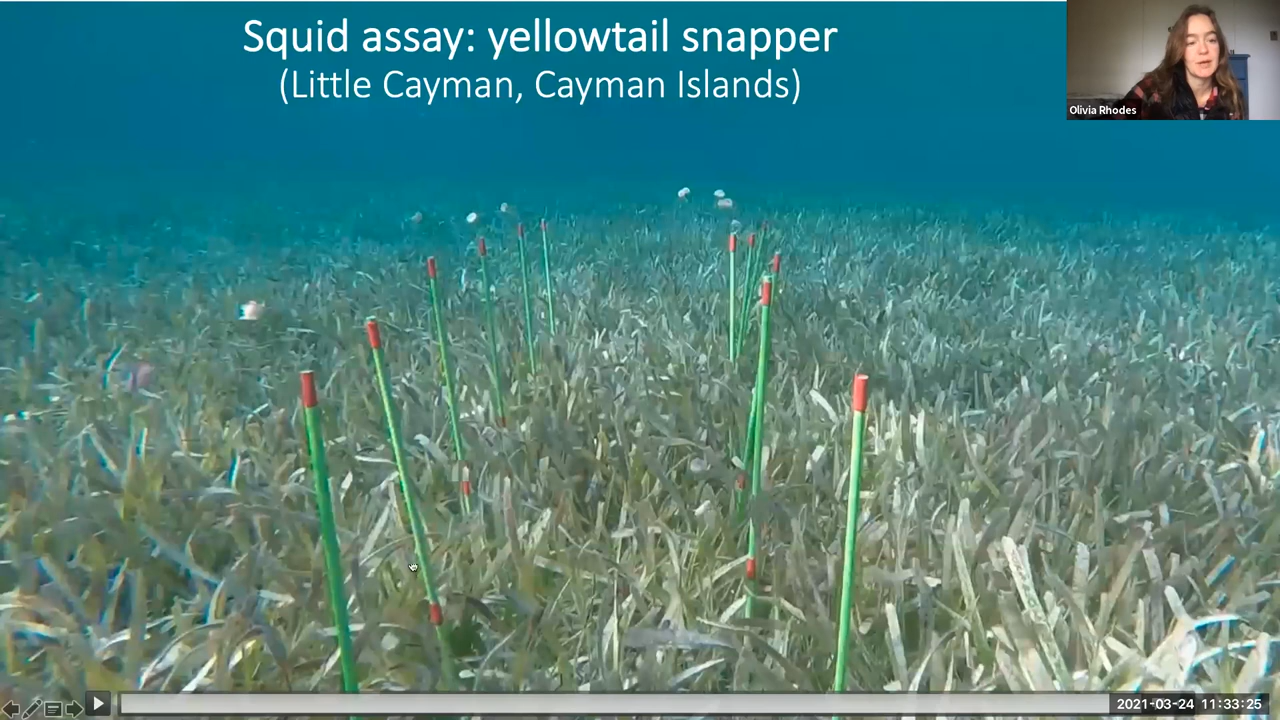 Squid assay: yellowtail snapper
(Little Cayman, Cayman Islands)
Olivia Rhodes
2021-03-24 11:33:25